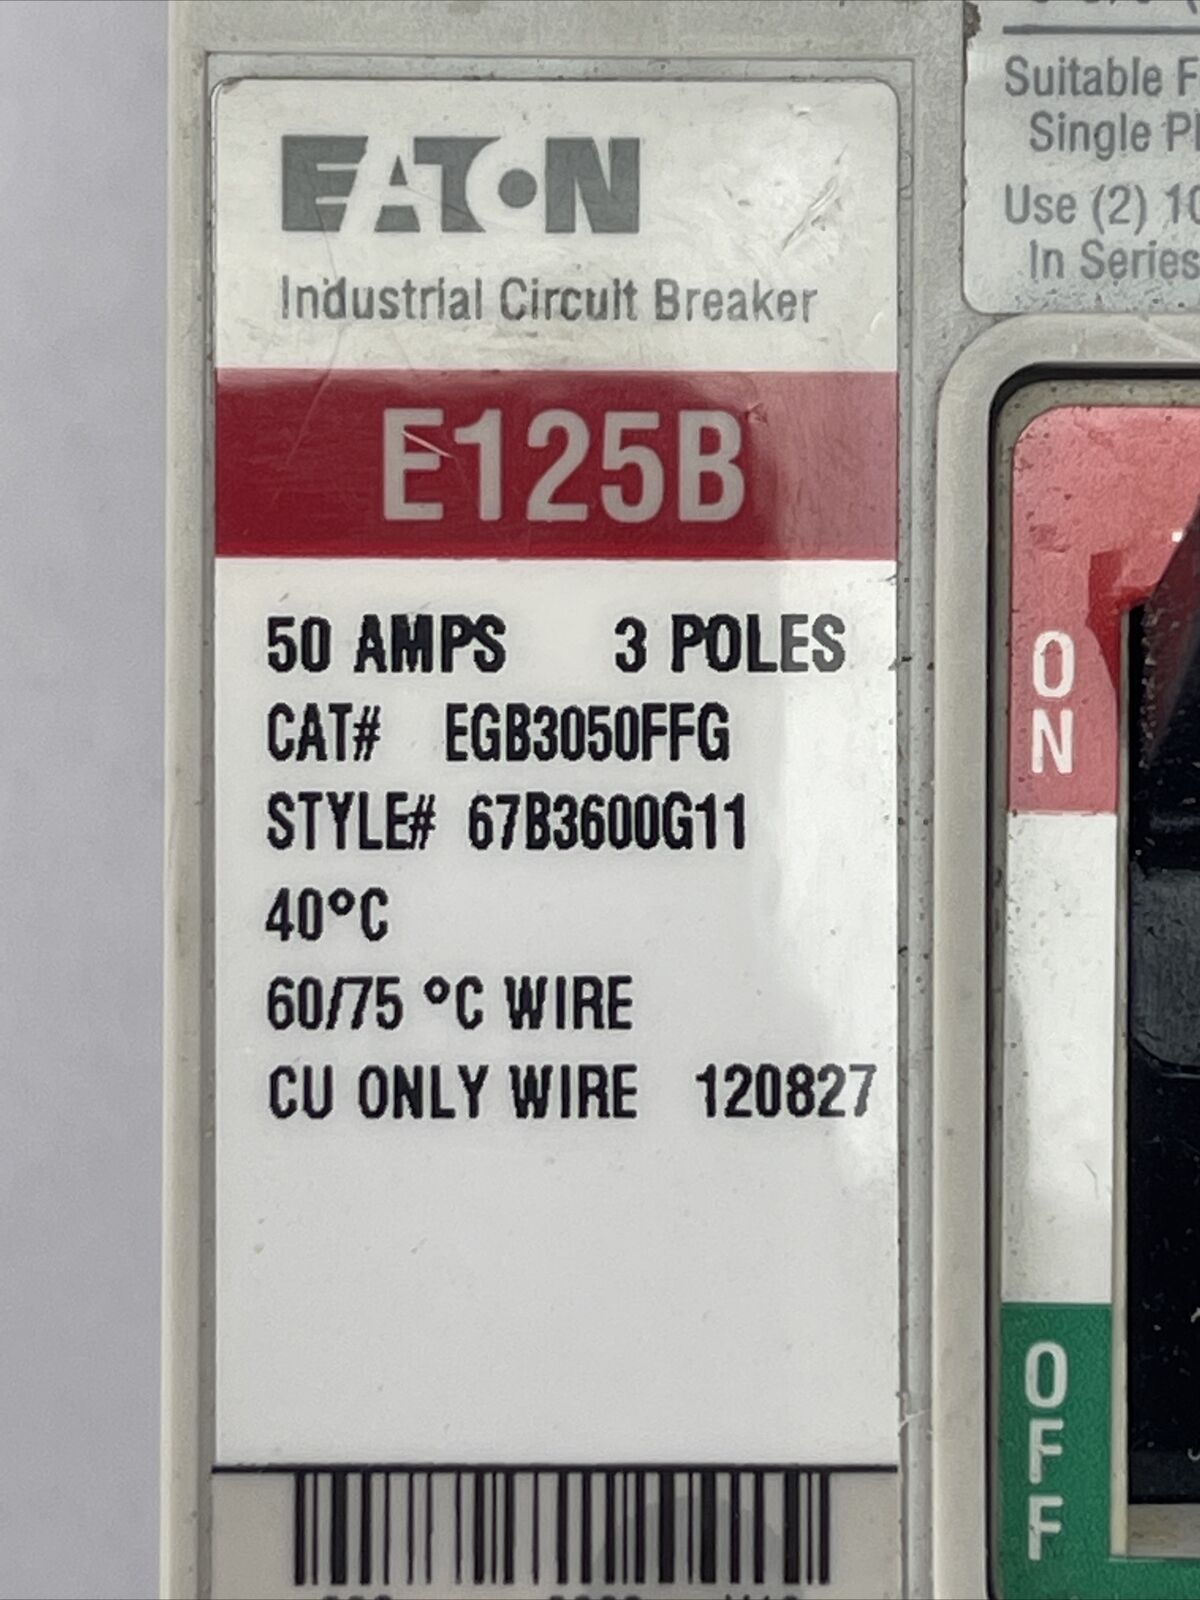 EATON
Industrial Circuit Breaker
E125B
50 AMPS 3 POLES
CAT# EGB3050FFG
STYLE# 67B3600G11
40°C
60/75 °C WIRE
CU ONLY WIRE 120827
Suitable F
Single
Use (2)
In Series
ON
OFF